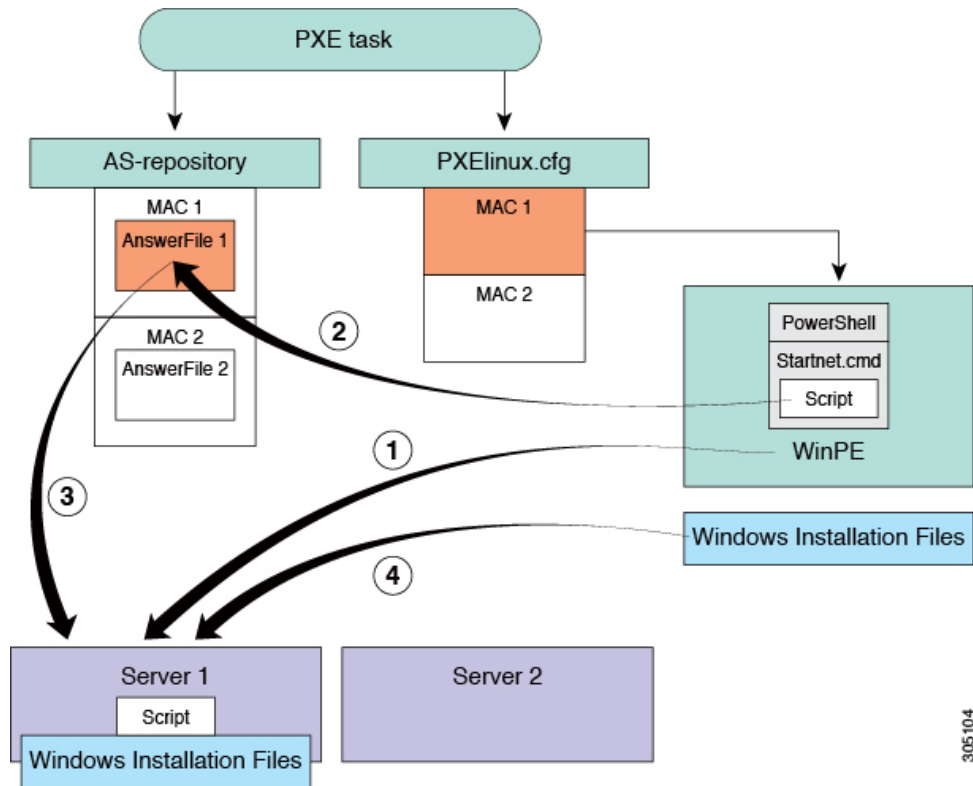 PXE task
AS-repository
PXElinux.cfg
MAC 1
AnswerFile 1
MAC 1
MAC 2
MAC 2
AnswerFile 2
PowerShell
Startnet.cmd
Script
WinPE
2
1
3
Windows Installation Files
4
Server 1
Script
Windows Installation Files
Server 2
305104